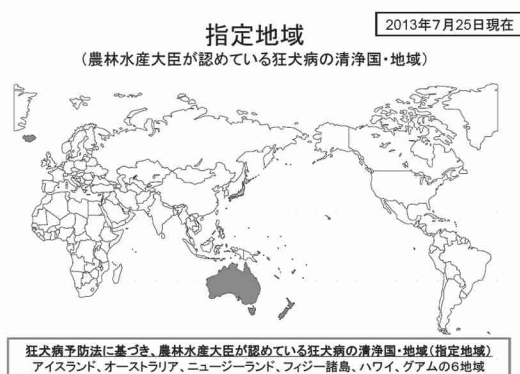 2013年7月25日現在
指定地域
(農林水産大臣が認めている狂犬病の清浄国・地域)
狂犬病予防法に基づき、農林水産大臣が認めている狂犬病の清浄国・地域(指定地域)
アイスランド、オーストラリア、ニュージーランド、フィジー諸島、ハワイ、グアムの6地域